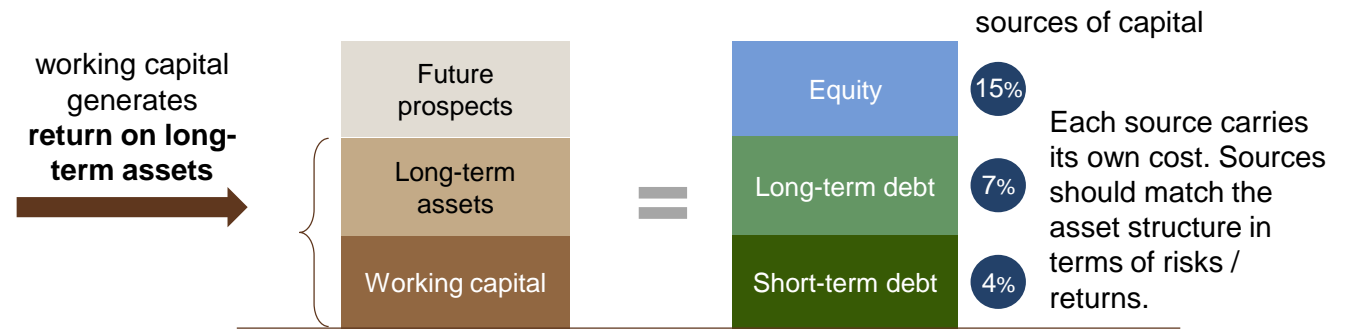 working capital
generates
return on long-
term assets
Future
prospects
Long-term
assets
Working capital
Equity
Long-term debt
Short-term debt
sources of capital
15%
7%
4%
Each source carries
its own cost. Sources
should match the
asset structure in
terms of risks /
returns.